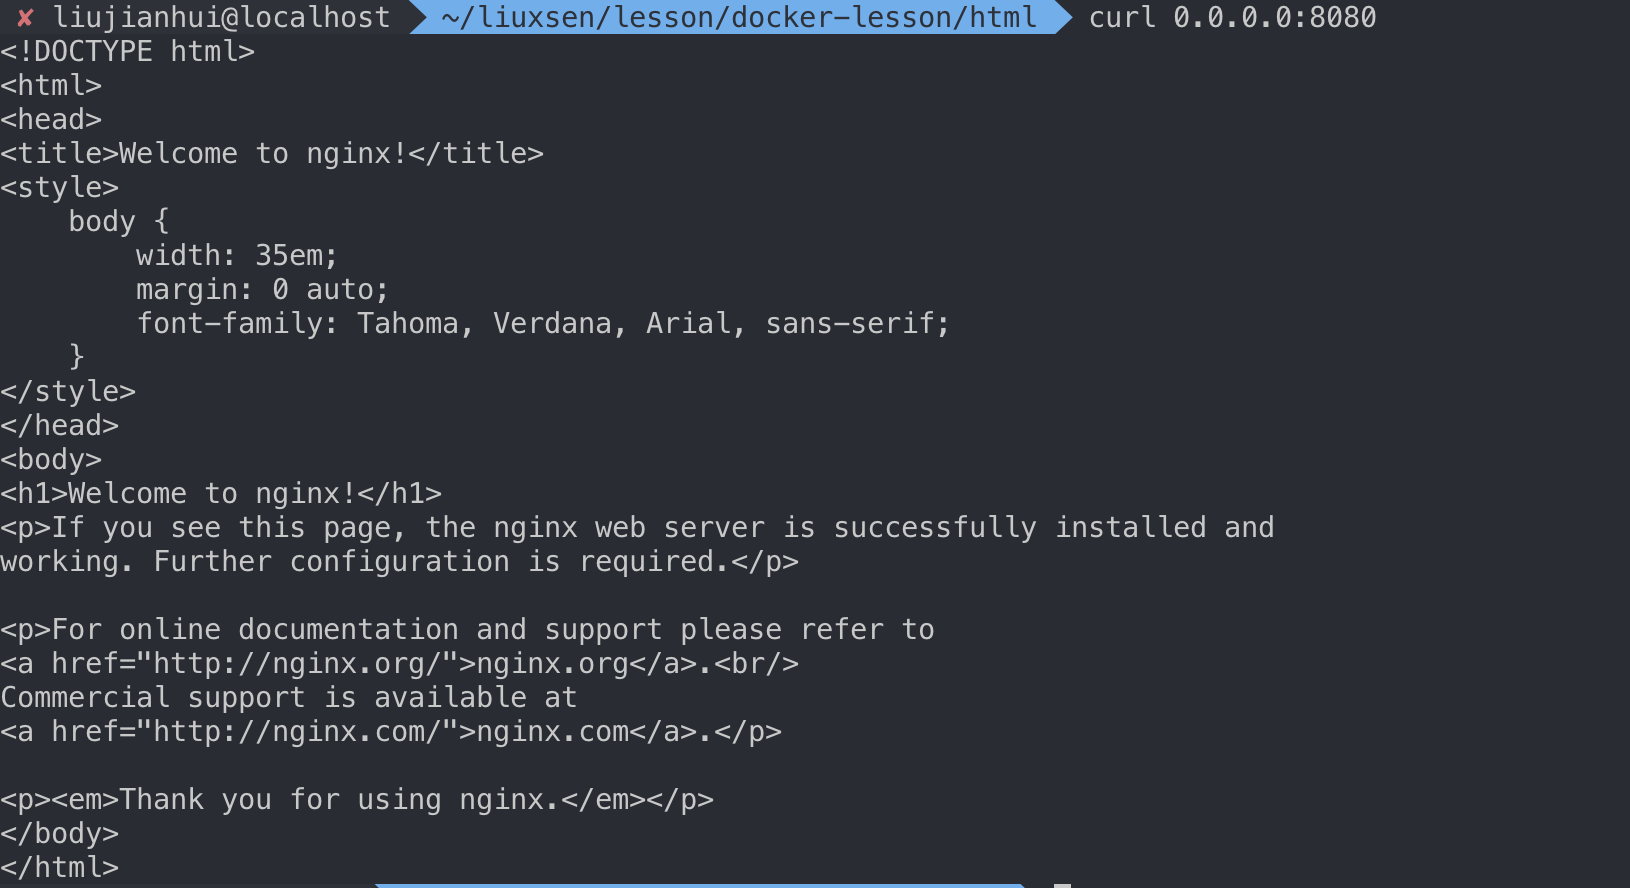 ✘ liujianhui@localhost ~/liuxsen/lesson/docker-lesson/html curl 0.0.0.0:8080
<!DOCTYPE html>
<html>
<head>
<title>Welcome to nginx!</title>
<style>
    body {
        width: 35em;
        margin: 0 auto;
        font-family: Tahoma, Verdana, Arial, sans-serif;
    }
</style>
</head>
<body>
<h1>Welcome to nginx!</h1>
<p>If you see this page, the nginx web server is successfully installed and
working. Further configuration is required.</p>

<p>For online documentation and support please refer to
<a href="http://nginx.org/">nginx.org</a>.<br/>
Commercial support is available at
<a href="http://nginx.com/">nginx.com</a>.</p>

<p><em>Thank you for using nginx.</em></p>
</body>
</html>